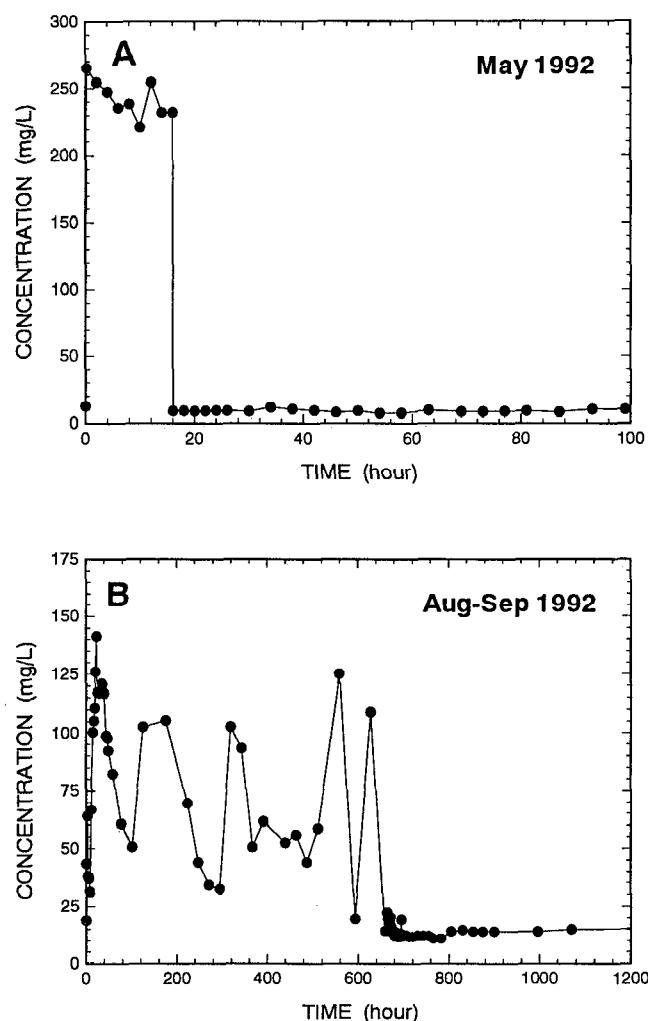 A
May 1992
CONCENTRATION (mg/L)
300
250
200
150
100
50
0
0 20 40 60 80 100
TIME (hour)
B
Aug-Sep 1992
CONCENTRATION (mg/L)
175
150
125
100
75
50
25
0
0 200 400 600 800 1000 1200
TIME (hour)